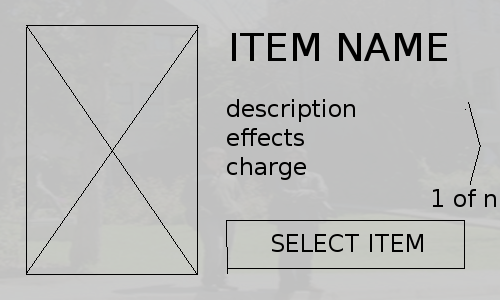 ITEM NAME
description
effects
charge
1 of n
SELECT ITEM